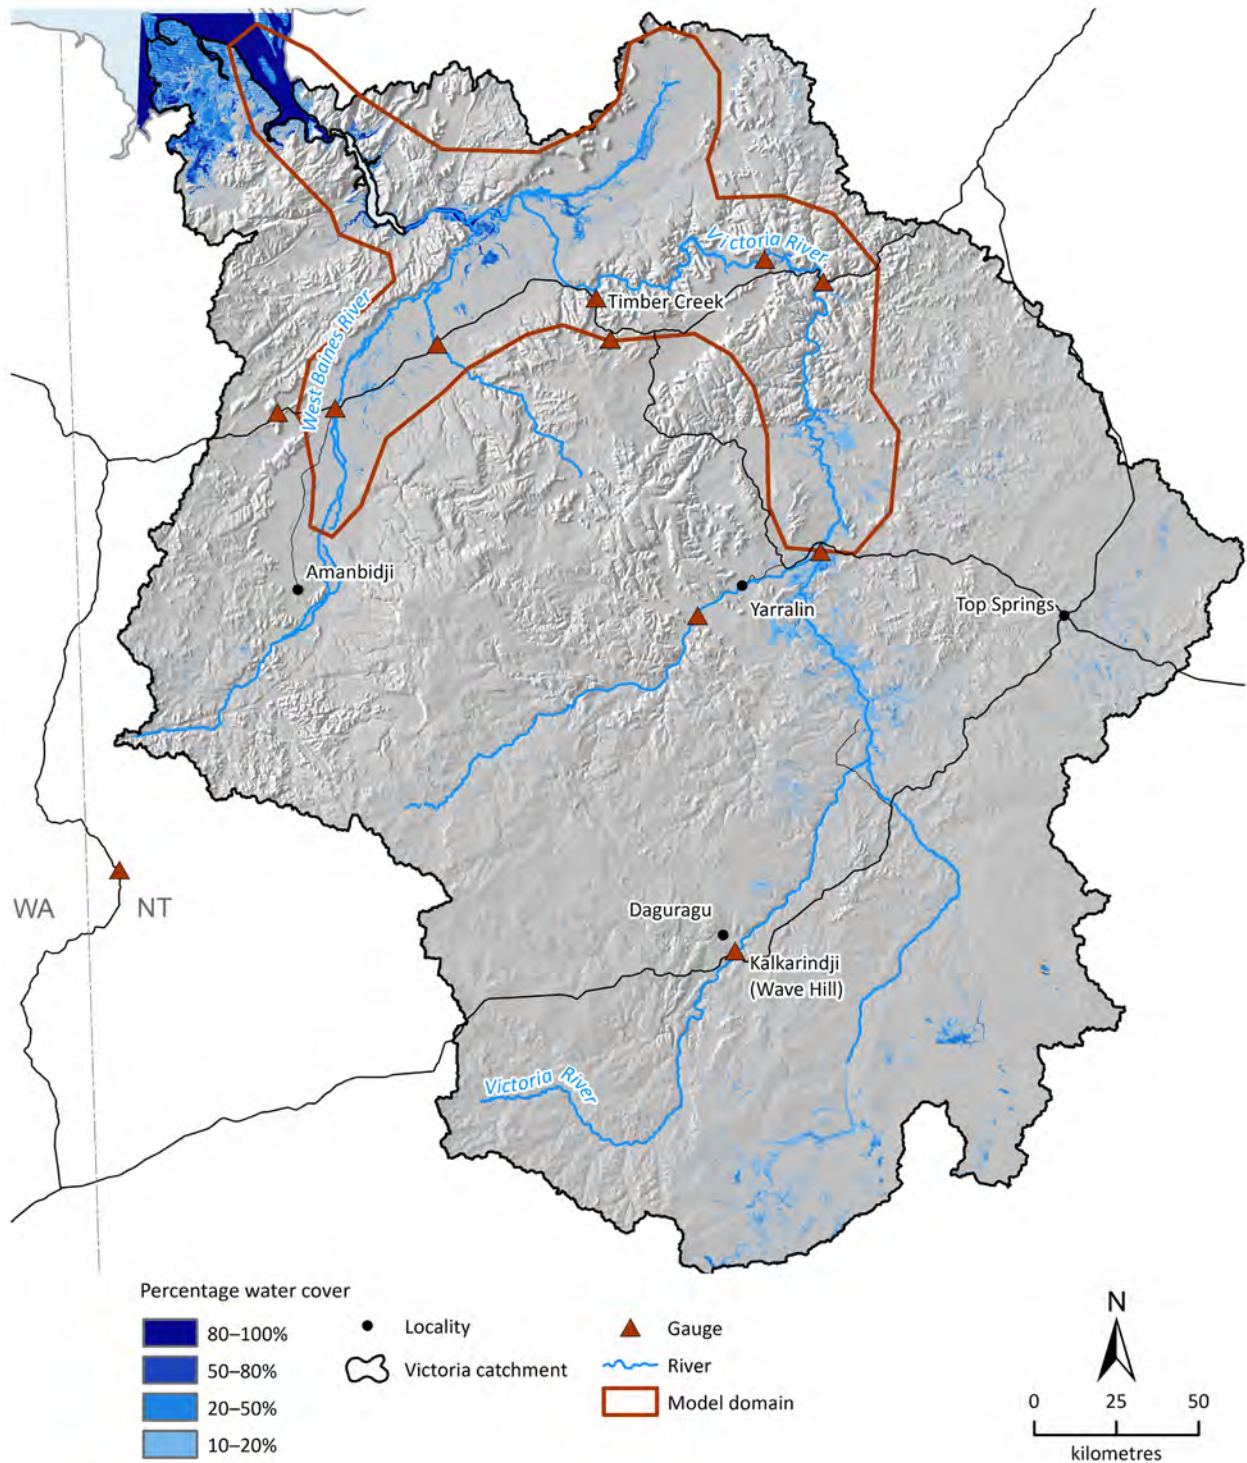 Victoria River
Timber Creek
West Baines River
Amanbidji
Yarralin
Top Springs
WA
NT
Daguragu
Kalkarindji
(Wave Hill)
Victoria River
Percentage water cover
80–100%
50–80%
20–50%
10–20%
Locality
Victoria catchment
Gauge
River
Model domain
N
0 25 50
kilometres